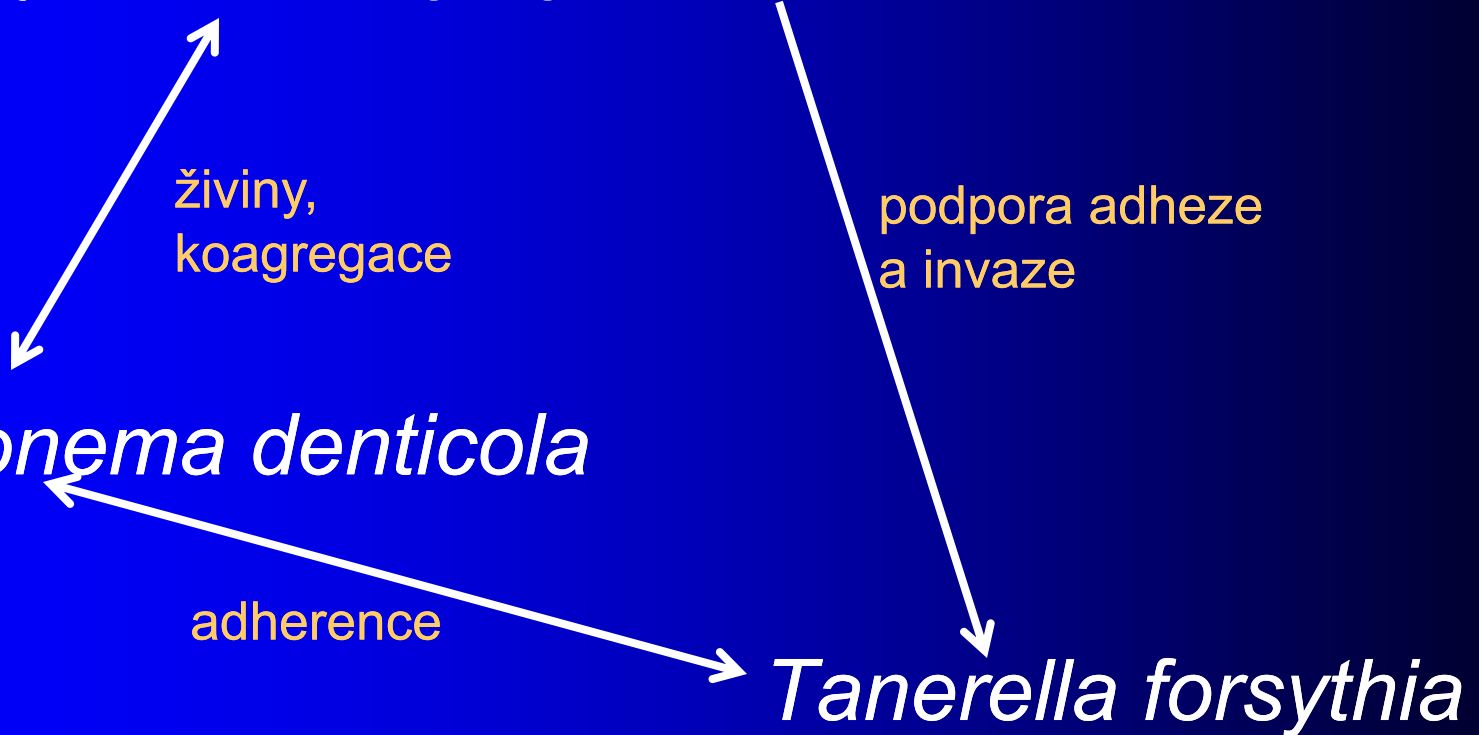 živiny,
koagregace
podpora adheze
a invaze
onema denticola
adherence
Tanerella forsythia